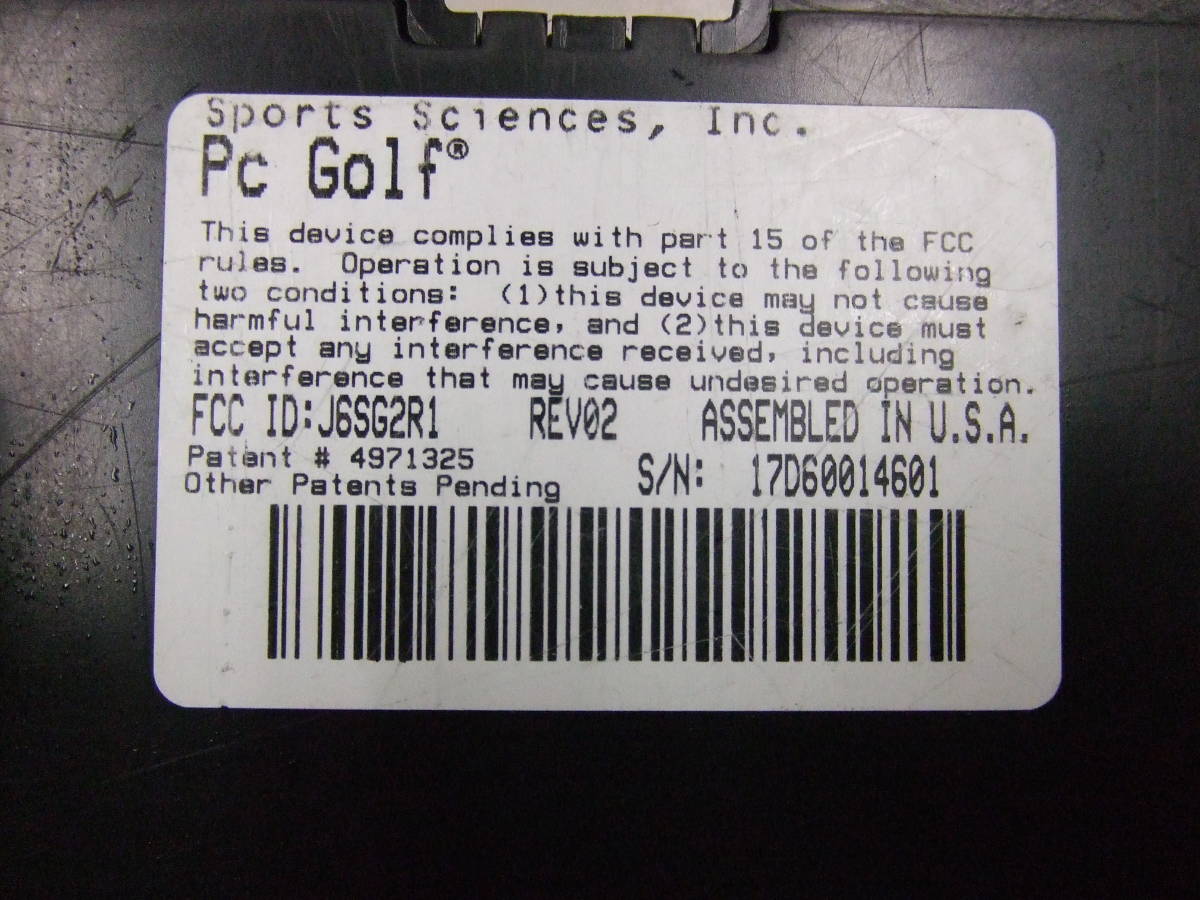 Sports Sciences, Inc.
Pc Golf®
This device complies with part 15 of the FCC
rules. Operation is subject to the following
two conditions: (1)this device may not cause
harmful interference, and (2)this device must
accept any interference received, including
interference that may cause undesired operation.
FCC ID:J6SG2R1 REV02 ASSEMBLED IN U.S.A.
Patent # 4971325
Other Patents Pending S/N: 17D60014601